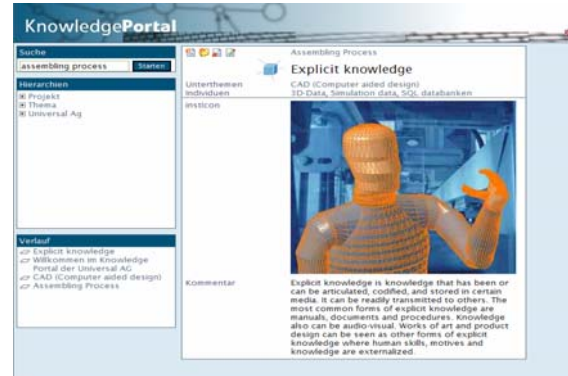 KnowledgePortal
Suche
assembling process
Starten
Hierarchien
Projekt
Thema
Universal Ag
Verlauf
Explicit knowledge
Willkommen im Knowledge
Portal der Universal AG
CAD (Computer aided design)
Assembling Process
Assembling Process
Explicit knowledge
Unterthemen
CAD (Computer aided design)
Individuen
3D-Data, Simulation data, SQL databanken
insticon
Kommentar
Explicit knowledge is knowledge that has been or
can be articulated, codified, and stored in certain
media. It can be readily transmitted to others. The
most common forms of explicit knowledge are
manuals, documents and procedures. Knowledge
also can be audio-visual. Works of art and product
design can be seen as other forms of explicit
knowledge where human skills, motives and
knowledge are externalized.